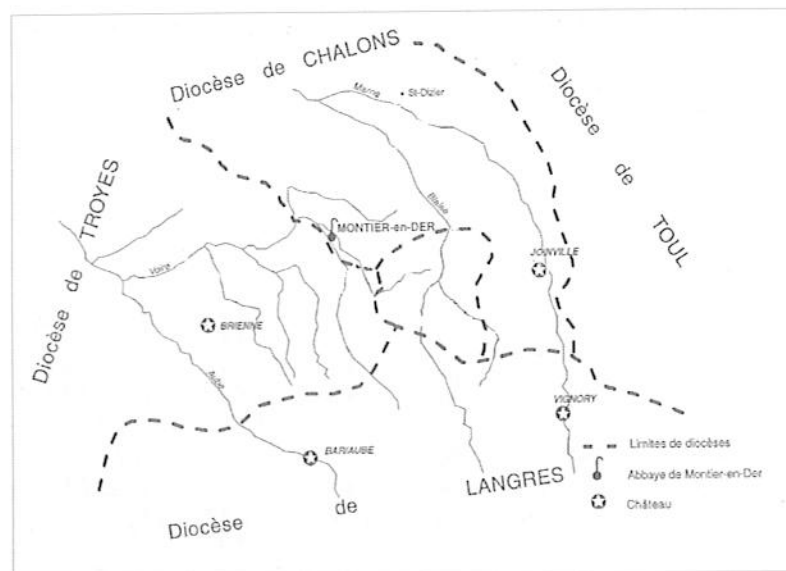 Diocèse de CHALONS
Diocèse de TOUL
Diocèse de TROYES
Marne
St-Dizier
Blaise
MONTIER-en-DER
JOINVILLE
Voire
BRIENNE
Aube
VIGNORY
BAR/AUBE
Diocèse de LANGRES
Limites de diocèses
Abbaye de Montier-en-Der
Château